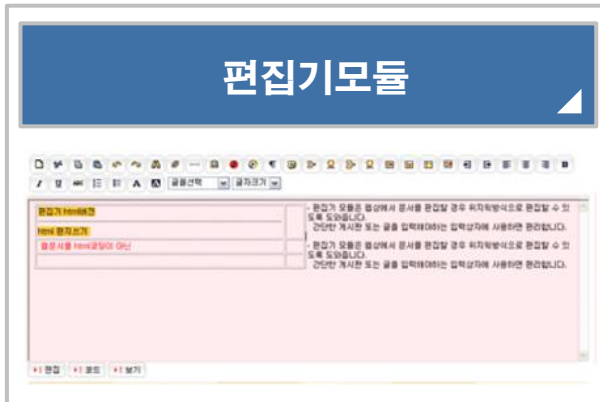 편집기모듈
글꼴선택 글자크기
편집기 html버전
html 편지쓰기
웹문서를 html코딩이 아닌
- 편집기 모듈은 웹상에서 문서를 편집할 경우 위지윅방식으로 편집할 수 있
도록 도와줍니다.
간단한 게시판 또는 글을 입력해야하는 입력상자에 사용하면 편리합니다.
- 편집기 모듈은 웹상에서 문서를 편집할 경우 위지윅방식으로 편집할 수 있
도록 도와줍니다.
간단한 게시판 또는 글을 입력해야하는 입력상자에 사용하면 편리합니다.
편집 코드 보기